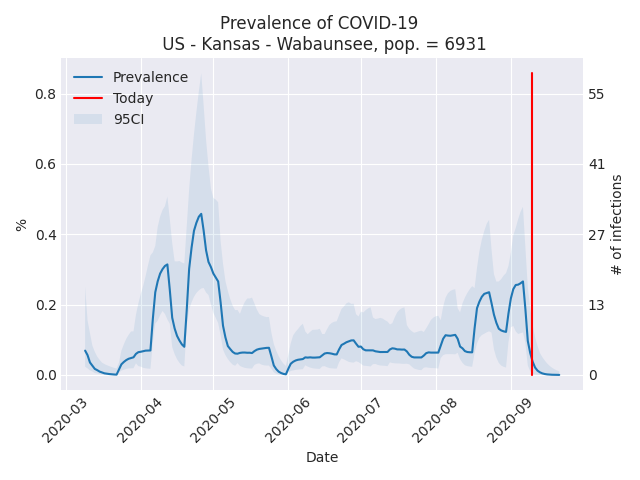 Prevalence of COVID-19
US - Kansas - Wabaunsee, pop. = 6931
Prevalence
Today
95CI
0.8
0.6
0.4
0.2
0.0
%
55
41
27
13
0
# of infections
2020-03
2020-04
2020-05
2020-06
2020-07
2020-08
2020-09
Date